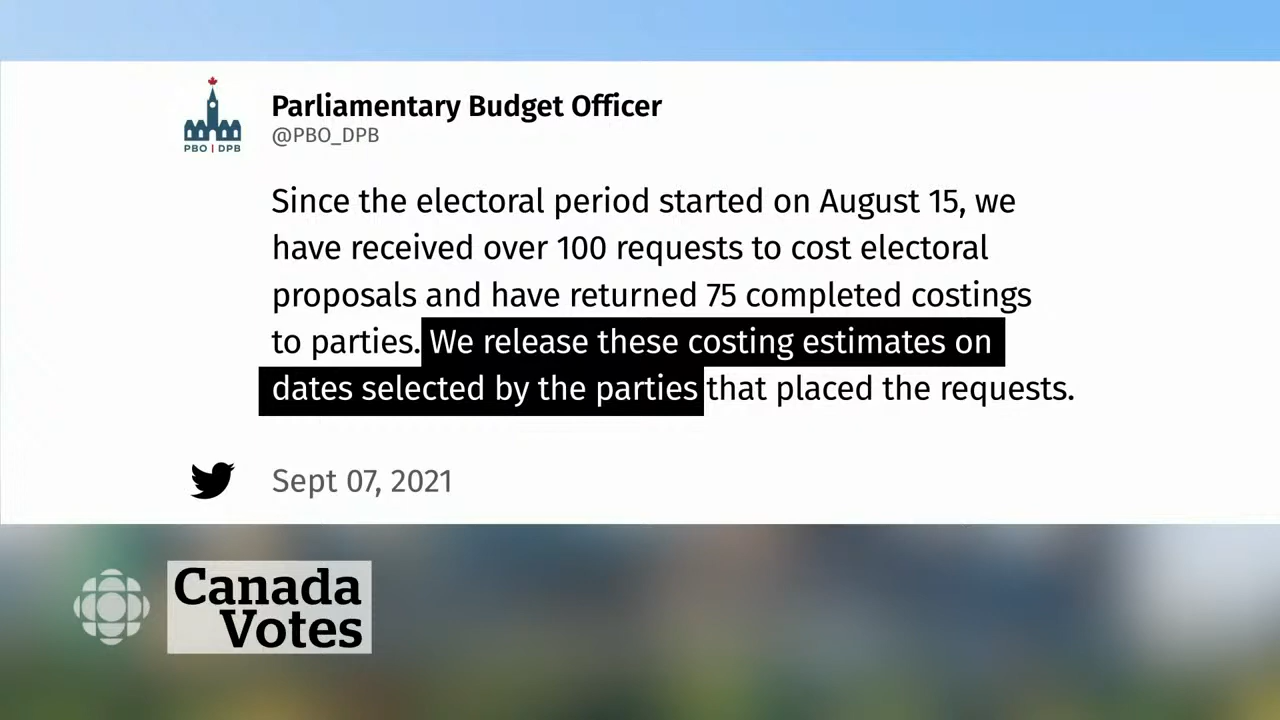 Parliamentary Budget Officer
@PBO_DPB
PBO | DPB
Since the electoral period started on August 15, we
have received over 100 requests to cost electoral
proposals and have returned 75 completed costings
to parties. We release these costing estimates on
dates selected by the parties that placed the requests.
Sept 07, 2021
Canada
Votes